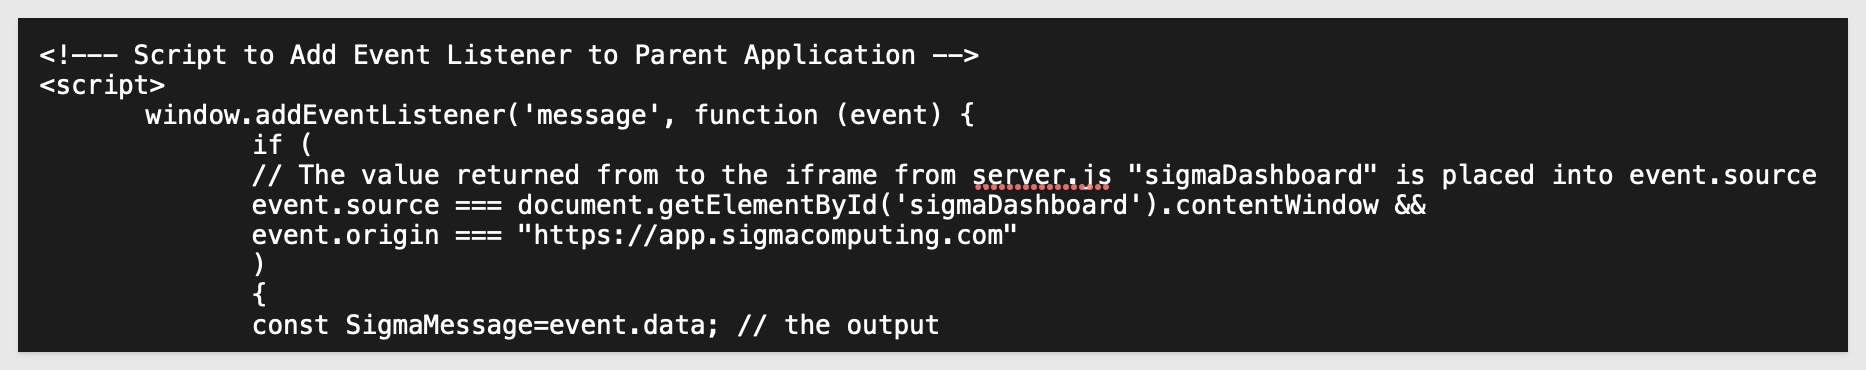 <!--- Script to Add Event Listener to Parent Application -->
<script>
window.addEventListener('message', function (event) {
if (
// The value returned from to the iframe from server.js "sigmaDashboard" is placed into event.source
event.source === document.getElementById('sigmaDashboard').contentWindow &&
event.origin === "https://app.sigmacomputing.com"
)
{
const SigmaMessage=event.data; // the output